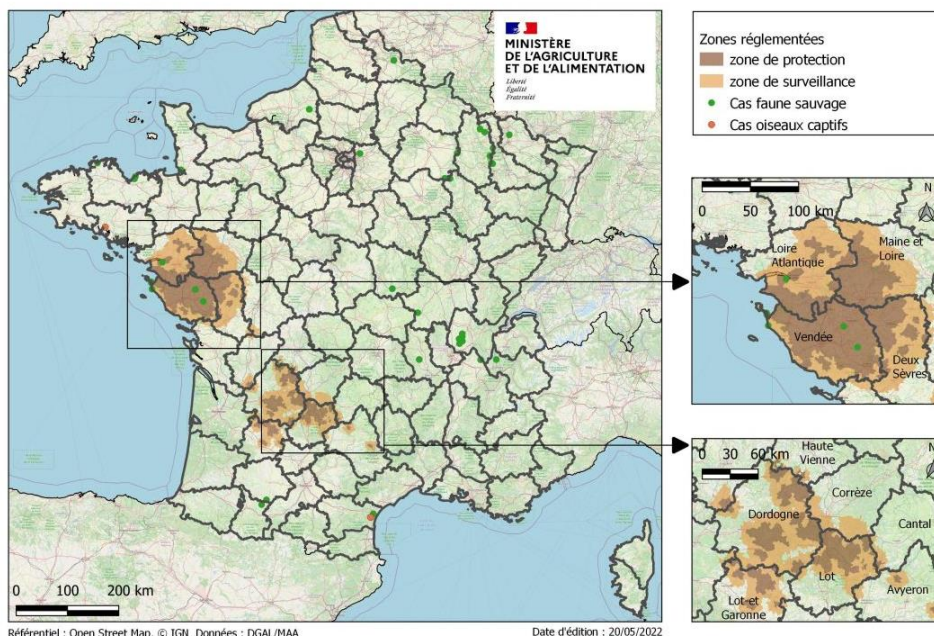 MINISTÈRE
DE L'AGRICULTURE
ET DE L'ALIMENTATION
Liberté
Égalité
Fraternité
Zones réglementées
zone de protection
zone de surveillance
Cas faune sauvage
Cas oiseaux captifs
0 50 100 km
N
Loire
Atlantique
Maine et
Loire
Vendée
Deux
Sèvres
0 30 60 km
Haute
Vienne
N
Corrèze
Dordogne
Cantal
Lot
Lot-et
Garonne
Avyeron
0 100 200 km
Référentiel : Open Street Map, © IGN Données : DGAL/MAA
Date d'édition : 20/05/2022